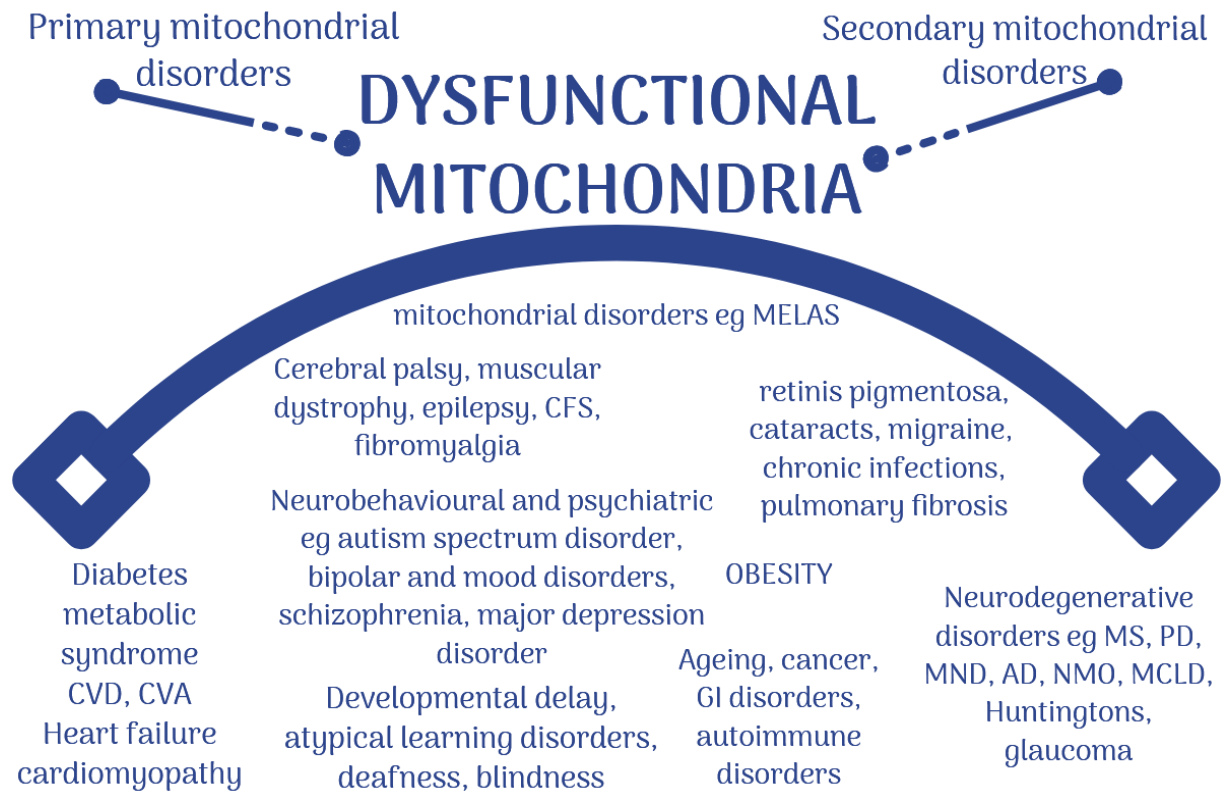 Primary mitochondrial
disorders
Secondary mitochondrial
disorders
DYSFUNCTIONAL
MITOCHONDRIA
mitochondrial disorders eg MELAS
Cerebral palsy, muscular
dystrophy, epilepsy, CFS,
fibromyalgia
retinis pigmentosa,
cataracts, migraine,
chronic infections,
pulmonary fibrosis
Neurobehavioural and psychiatric
eg autism spectrum disorder,
bipolar and mood disorders,
schizophrenia, major depression
disorder
OBESITY
Diabetes
metabolic
syndrome
CVD, CVA
Heart failure
cardiomyopathy
Developmental delay,
atypical learning disorders,
deafness, blindness
Ageing, cancer,
GI disorders,
autoimmune
disorders
Neurodegenerative
disorders eg MS, PD,
MND, AD, NMO, MCLD,
Huntingtons,
glaucoma